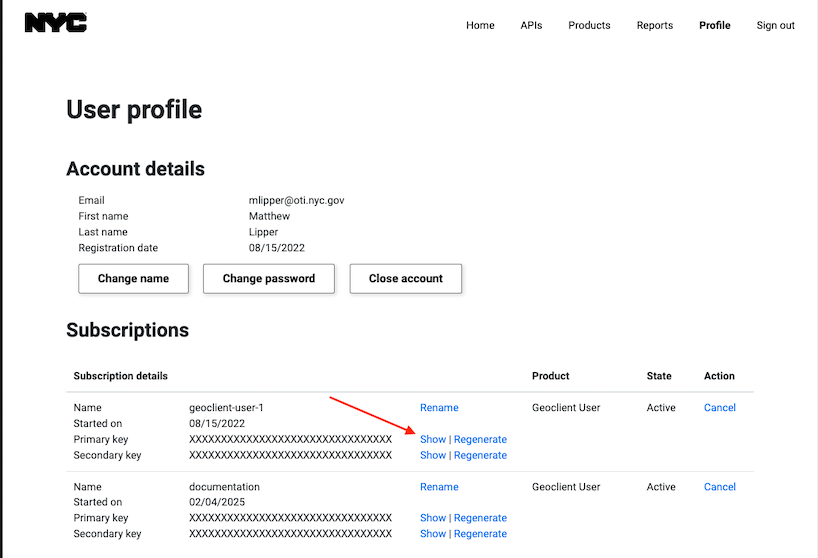 NYC
Home APIs Products Reports Profile Sign out
User profile
Account details
Email mlipper@oti.nyc.gov
First name Matthew
Last name Lipper
Registration date 08/15/2022
Change name Change password Close account
Subscriptions
Subscription details Product State Action
Name geoclient-user-1 Rename Geoclient User Active Cancel
Started on 08/15/2022
Primary key XXXXXXXXXXXXXXXXXXXXXXXXXXXXXXXX Show | Regenerate
Secondary key XXXXXXXXXXXXXXXXXXXXXXXXXXXXXXXX Show | Regenerate
Name documentation Rename Geoclient User Active Cancel
Started on 02/04/2025
Primary key XXXXXXXXXXXXXXXXXXXXXXXXXXXXXXXX Show | Regenerate
Secondary key XXXXXXXXXXXXXXXXXXXXXXXXXXXXXXXX Show | Regenerate